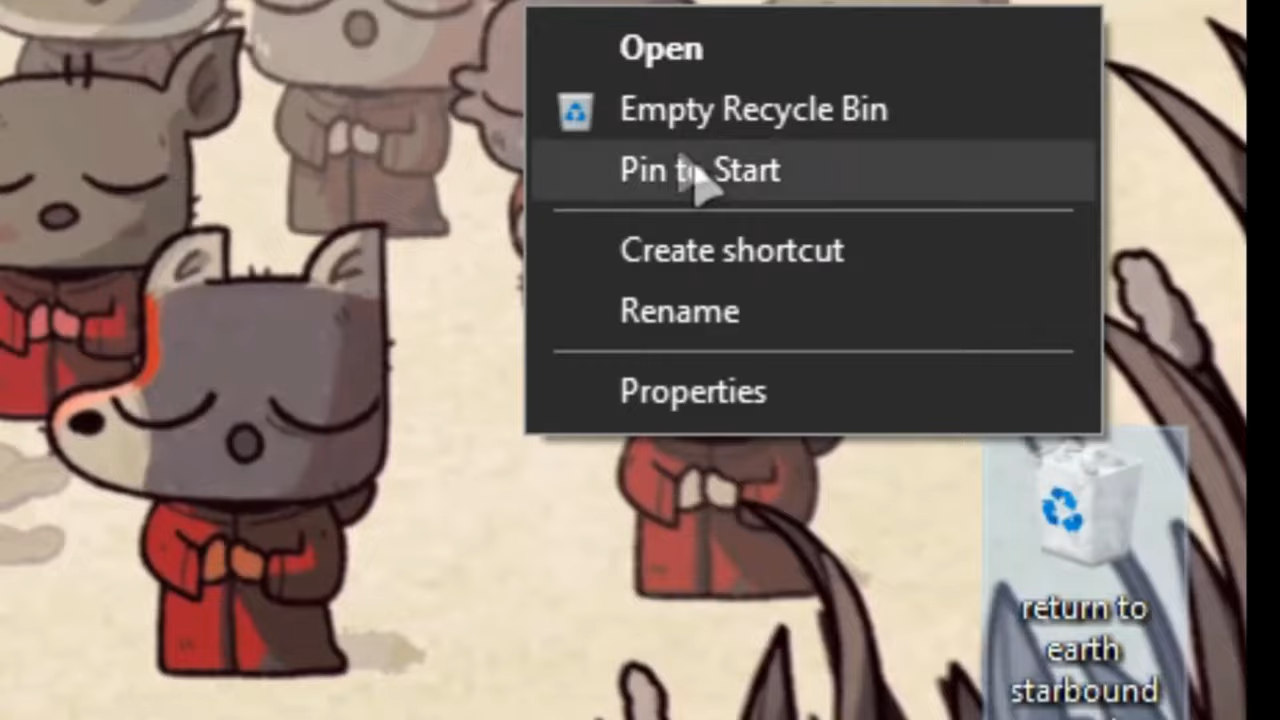 Open
Empty Recycle Bin
Pin to Start
Create shortcut
Rename
Properties
return to
earth
starbound